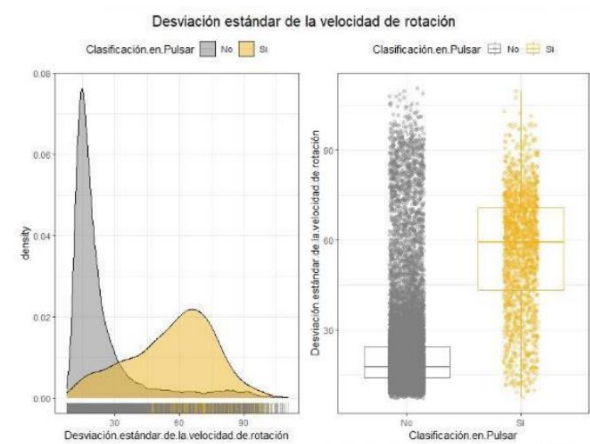 Desviación estándar de la velocidad de rotación
Clasificación.en.Pulsar No Si
Clasificación.en.Pulsar No Si
0.08
0.06
0.04
0.02
0.00
density
30 60 90
Desviación.estándar.de.la.velocidad.de.rotación
90
60
30
Desviación.estándar.de.la.velocidad.de.rotación
No Si
Clasificación.en.Pulsar